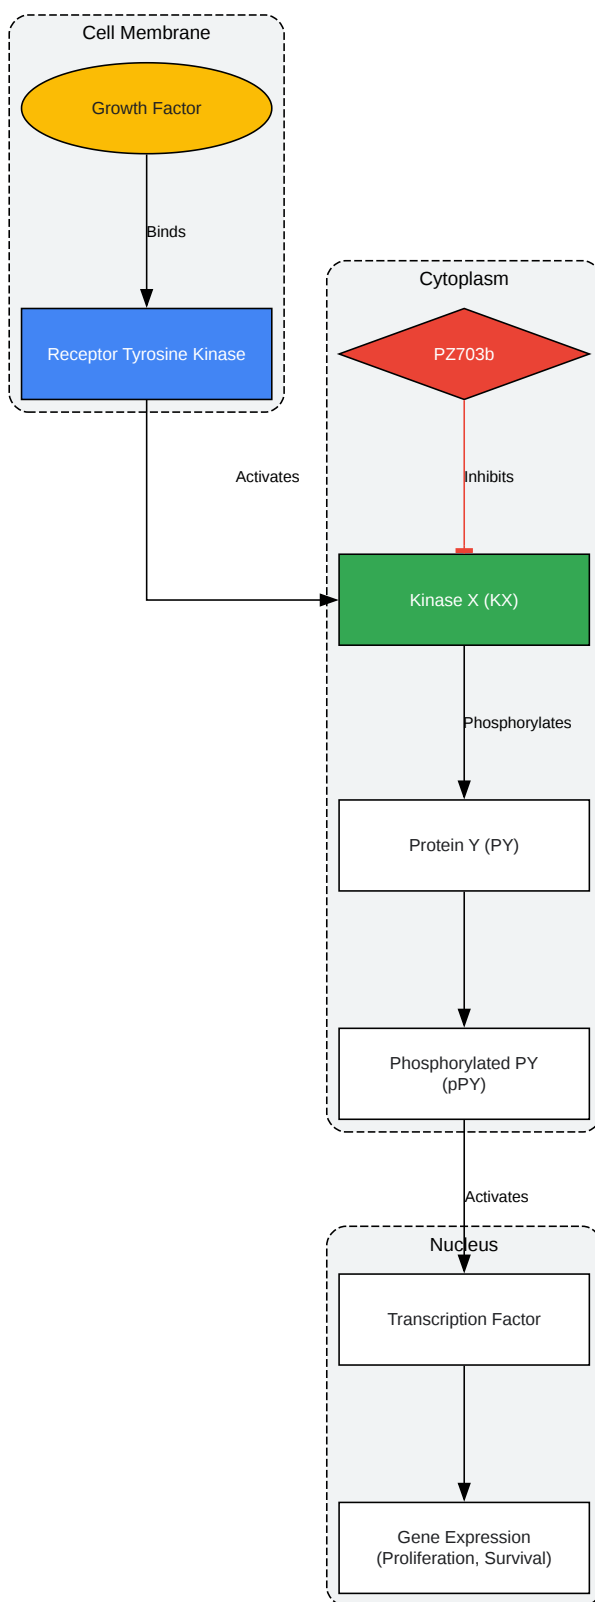 Cell Membrane
Growth Factor
Binds
Receptor Tyrosine Kinase
Activates
Cytoplasm
PZ703b
Inhibits
Kinase X (KX)
Phosphorylates
Protein Y (PY)
Phosphorylated PY
(pPY)
Activates
Nucleus
Transcription Factor
Gene Expression
(Proliferation, Survival)